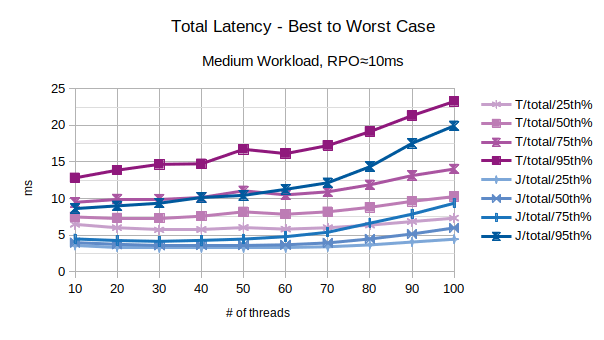 Total Latency - Best to Worst Case
Medium Workload, RPO≈10ms
25
20
15
10
5
0
ms
10 20 30 40 50 60 70 80 90 100
# of threads
T/total/25th%
T/total/50th%
T/total/75th%
T/total/95th%
J/total/25th%
J/total/50th%
J/total/75th%
J/total/95th%